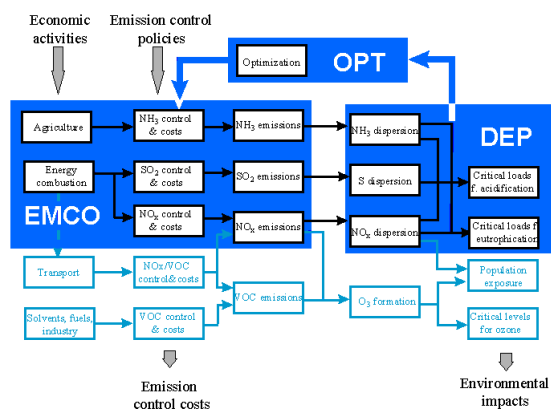 Economic
activities
Emission control
policies
Optimization
OPT
Agriculture
NH3 control
& costs
NH3 emissions
NH3 dispersion
DEP
Energy
combustion
SO2 control
& costs
SO2 emissions
S dispersion
Critical loads
f. acidification
EMCO
NOx control
& costs
NOx emissions
NOx dispersion
Critical loads f.
eutrophication
Transport
NOx/VOC
control& costs
VOC emissions
O3 formation
Population
exposure
Solvents, fuels,
industry
VOC control
& costs
Critical levels
for ozone
Emission
control costs
Environmental
impacts